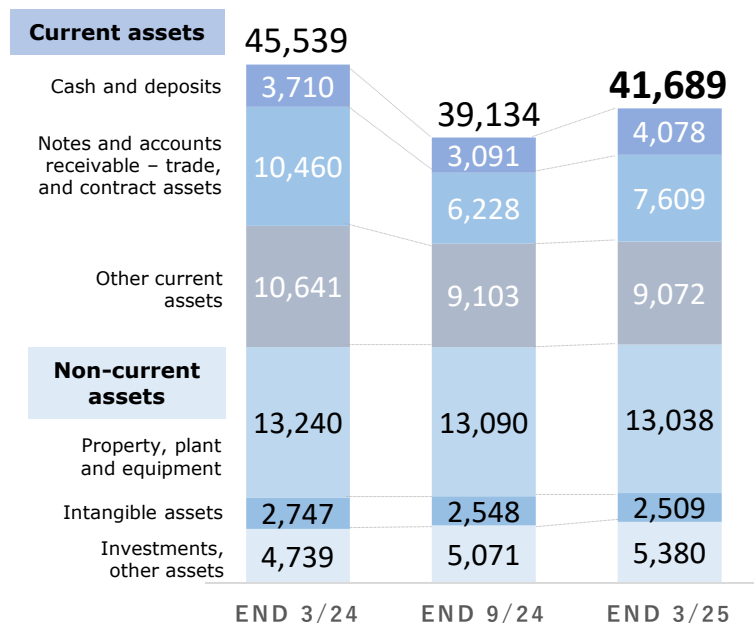 Current assets
45,539
39,134
41,689
Cash and deposits
3,710
3,091
4,078
Notes and accounts
receivable – trade,
and contract assets
10,460
6,228
7,609
Other current
assets
10,641
9,103
9,072
Non-current
assets
Property, plant
and equipment
13,240
13,090
13,038
Intangible assets
2,747
2,548
2,509
Investments,
other assets
4,739
5,071
5,380
END 3/24
END 9/24
END 3/25